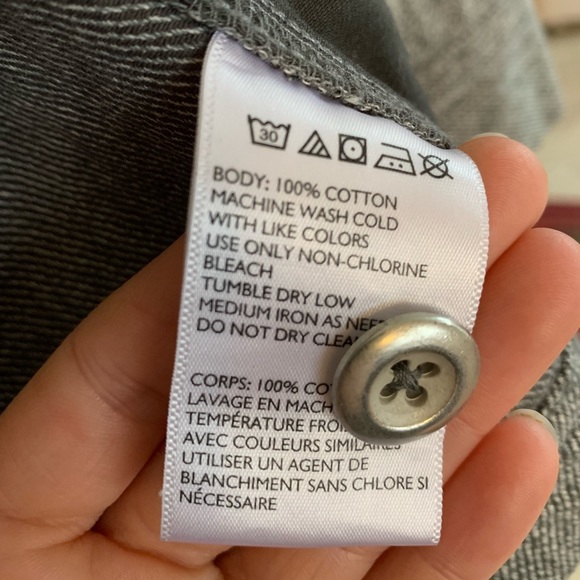 30
BODY: 100% COTTON
MACHINE WASH COLD
WITH LIKE COLORS
USE ONLY NON-CHLORINE
BLEACH
TUMBLE DRY LOW
MEDIUM IRON AS
DO NOT DRY
CORPS: 100%
LAVAGE EN
TEMPÉRATURE
AVEC COULEURS SIMILAIRES
UTILISER UN AGENT DE
BLANCHIMENT SANS CHLORE SI
NÉCESSAIRE